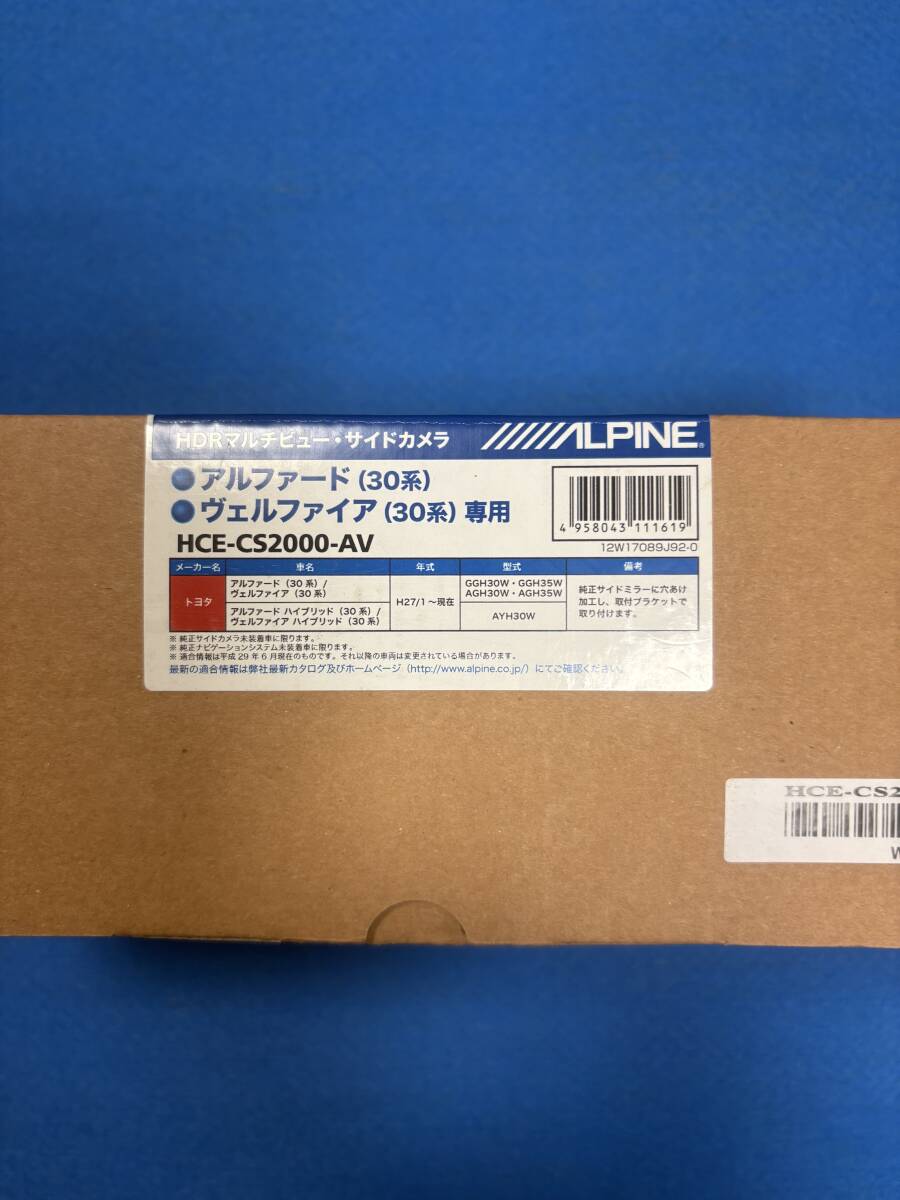 HDRマルチビュー・サイドカメラ
ALPINE®
●アルファード（30系）
●ヴェルファイア（30系）専用
HCE-CS2000-AV
4 958043 111619
12W17089J92-0
メーカー名 車名 年式 型式 備考
トヨタ
アルファード（30系）/
ヴェルファイア（30系）
アルファード ハイブリッド（30系）/
ヴェルファイア ハイブリッド（30系）
H27/1～現在
GGH30W・GGH35W
AGH30W・AGH35W
AYH30W
純正サイドミラーに穴あけ
加工し、取付ブラケットで
取り付けます。
※ 純正サイドカメラ未装着車に限ります。
※ 純正ナビゲーションシステム未装着車に限ります。
※ 適合情報は平成29年6月現在のものです。それ以降の車両は変更されている場合があります。
最新の適合情報は弊社最新カタログ及びホームページ（http://www.alpine.co.jp/）にてご確認ください。
HCE-CS2
W